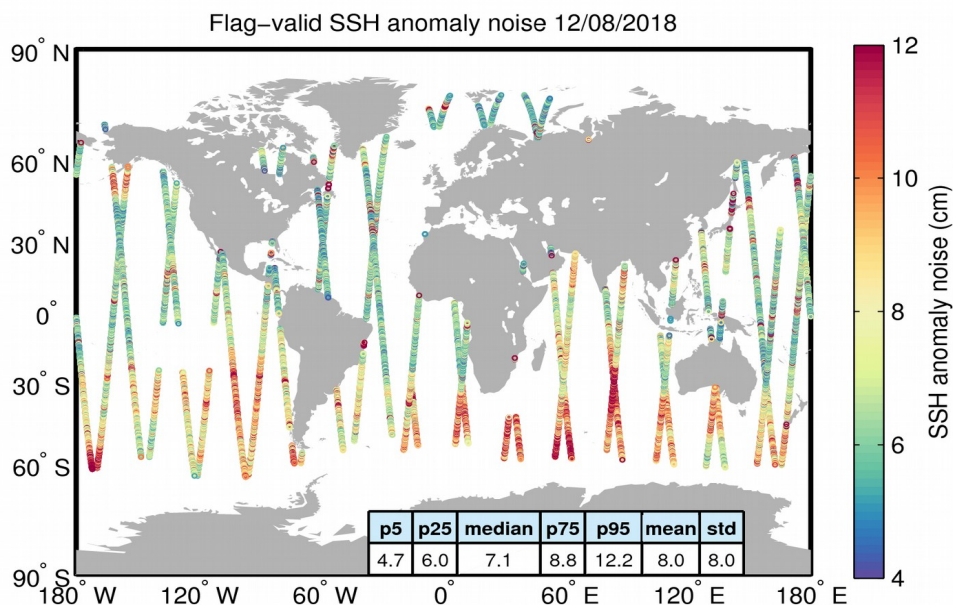 Flag−valid SSH anomaly noise 12/08/2018
90° N
60° N
30° N
0°
30° S
60° S
90° S
180° W
120° W
60° W
0°
60° E
120° E
180° E
p5 p25 median p75 p95 mean std
4.7 6.0 7.1 8.8 12.2 8.0 8.0
12
10
8
6
4
SSH anomaly noise (cm)